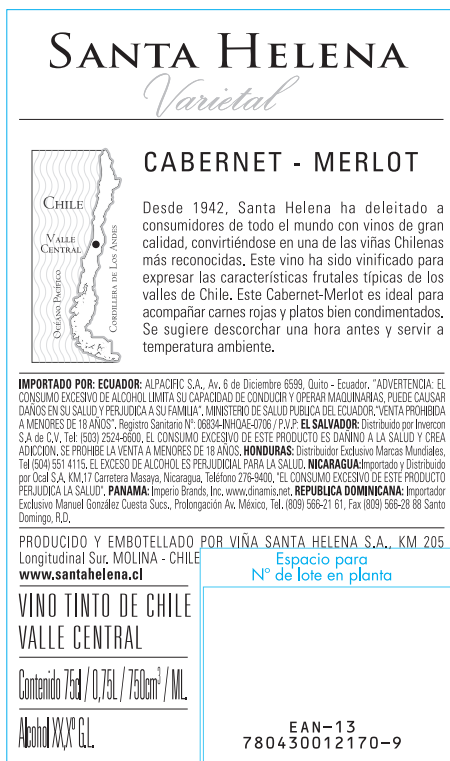 SANTA HELENA
Varietal
CHILE
VALLE
CENTRAL
OCÉANO PACÍFICO
CORDILLERA DE LOS ANDES
CABERNET - MERLOT
Desde 1942, Santa Helena ha deleitado a
consumidores de todo el mundo con vinos de gran
calidad, convirtiéndose en una de las viñas Chilenas
más reconocidas. Este vino ha sido vinificado para
expresar las características frutales típicas de los
valles de Chile. Este Cabernet-Merlot es ideal para
acompañar carnes rojas y platos bien condimentados.
Se sugiere descorchar una hora antes y servir a
temperatura ambiente.
IMPORTADO POR: ECUADOR: ALPACIFIC S.A., Av. 6 de Diciembre 6599, Quito - Ecuador. "ADVERTENCIA: EL
CONSUMO EXCESIVO DE ALCOHOL LIMITA SU CAPACIDAD DE CONDUCIR Y OPERAR MAQUINARIAS, PUEDE CAUSAR
DAÑOS EN SU SALUD Y PERJUDICA A SU FAMILIA". MINISTERIO DE SALUD PUBLICA DEL ECUADOR."VENTA PROHIBIDA
A MENORES DE 18 AÑOS". Registro Sanitario N°: 06834-INHQAE-0706 / P.V.P: EL SALVADOR: Distribuido por Invercon
S,A de C,V, Tel: (503) 2524-6600, EL CONSUMO EXCESIVO DE ESTE PRODUCTO ES DAÑINO A LA SALUD Y CREA
ADICCION. SE PROHIBE LA VENTA A MENORES DE 18 AÑOS, HONDURAS: Distribuidor Exclusivo Marcas Mundiales,
Tel (504) 551 4115. EL EXCESO DE ALCOHOL ES PERJUDICIAL PARA LA SALUD. NICARAGUA:Importado y Distribuido
por Ocal S,A, KM,17 Carretera Masaya, Nicaragua, Teléfono 276-9400, "EL CONSUMO EXCESIVO DE ESTE PRODUCTO
PERJUDICA LA SALUD". PANAMA: Imperio Brands, Inc, www.dinamis,net. REPUBLICA DOMINICANA: Importador
Exclusivo Manuel González Cuesta Sucs., Prolongación Av. México, Tel. (809) 566-21 61, Fax (809) 566-28 88 Santo
Domingo, R,D,
PRODUCIDO Y EMBOTELLADO POR VIÑA SANTA HELENA S.A., KM 205
Longitudinal Sur. MOLINA - CHILE
www.santahelena.cl
Espacio para
N° de lote en planta
VINO TINTO DE CHILE
VALLE CENTRAL
Contenido 75cl / 0,75L / 750cm³ / ML.
Alcohol XX,X° G.L.
EAN-13
780430012170-9